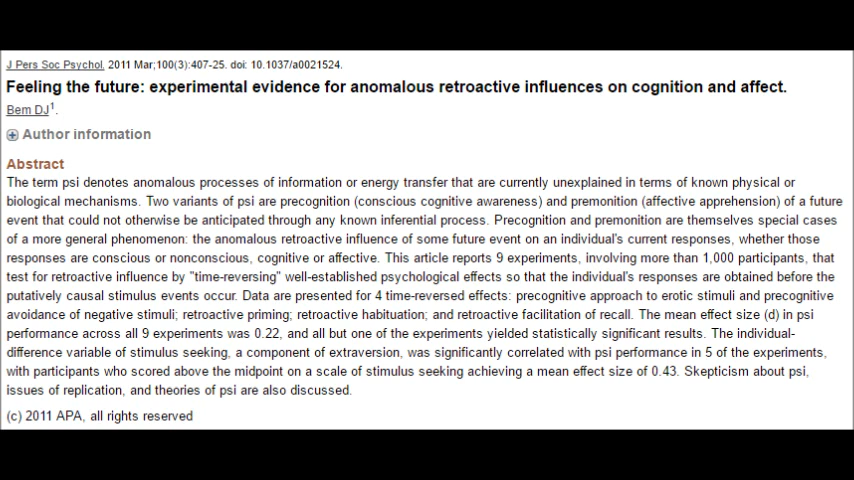 J Pers Soc Psychol. 2011 Mar;100(3):407-25. doi: 10.1037/a0021524.
Feeling the future: experimental evidence for anomalous retroactive influences on cognition and affect.
Bem DJ1.
Author information
Abstract
The term psi denotes anomalous processes of information or energy transfer that are currently unexplained in terms of known physical or
biological mechanisms. Two variants of psi are precognition (conscious cognitive awareness) and premonition (affective apprehension) of a future
event that could not otherwise be anticipated through any known inferential process. Precognition and premonition are themselves special cases
of a more general phenomenon: the anomalous retroactive influence of some future event on an individual's current responses, whether those
responses are conscious or nonconscious, cognitive or affective. This article reports 9 experiments, involving more than 1,000 participants, that
test for retroactive influence by "time-reversing" well-established psychological effects so that the individual's responses are obtained before the
putatively causal stimulus events occur. Data are presented for 4 time-reversed effects: precognitive approach to erotic stimuli and precognitive
avoidance of negative stimuli; retroactive priming; retroactive habituation; and retroactive facilitation of recall. The mean effect size (d) in psi
performance across all 9 experiments was 0.22, and all but one of the experiments yielded statistically significant results. The individual-
difference variable of stimulus seeking, a component of extraversion, was significantly correlated with psi performance in 5 of the experiments,
with participants who scored above the midpoint on a scale of stimulus seeking achieving a mean effect size of 0.43. Skepticism about psi,
issues of replication, and theories of psi are also discussed.
(c) 2011 APA, all rights reserved